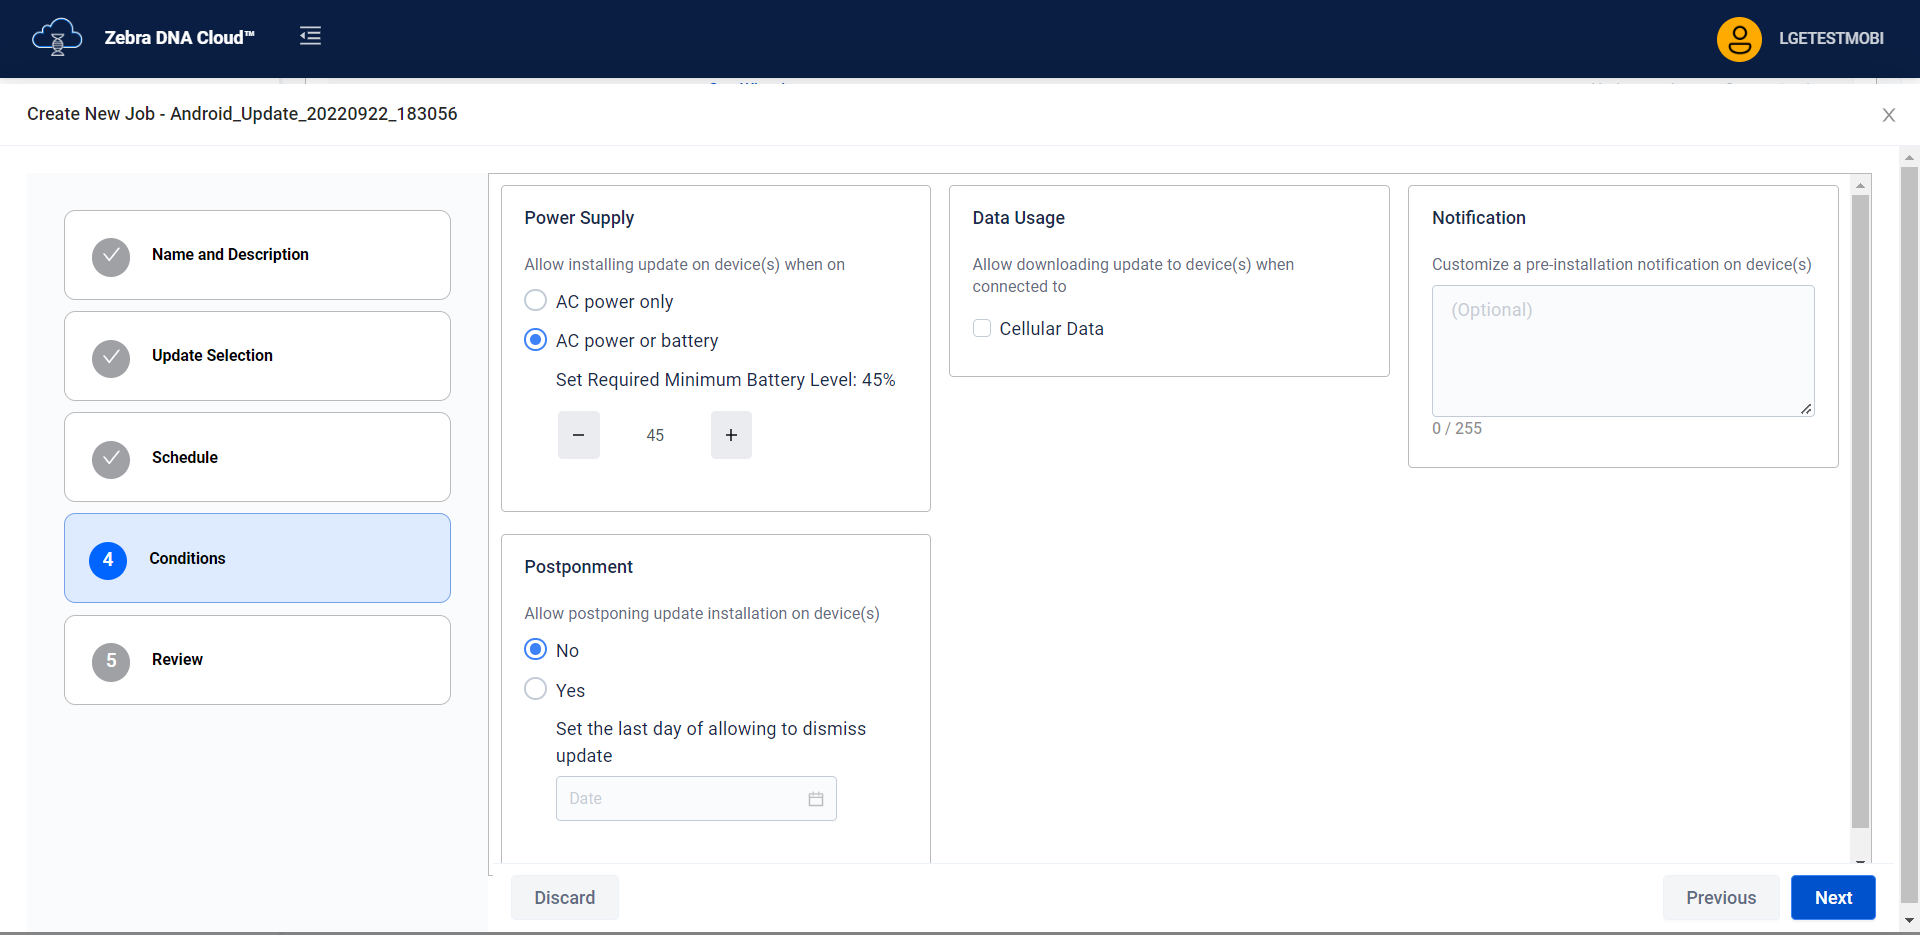 Zebra DNA Cloud™
LGETESTMOBI
Create New Job - Android_Update_20220922_183056
Name and Description
Update Selection
Schedule
4
Conditions
5
Review
Power Supply
Allow installing update on device(s) when on
AC power only
AC power or battery
Set Required Minimum Battery Level: 45%
− 45 +
Data Usage
Allow downloading update to device(s) when
connected to
Cellular Data
Notification
Customize a pre-installation notification on device(s)
(Optional)
0 / 255
Postponment
Allow postponing update installation on device(s)
No
Yes
Set the last day of allowing to dismiss
update
Date
Discard
Previous
Next